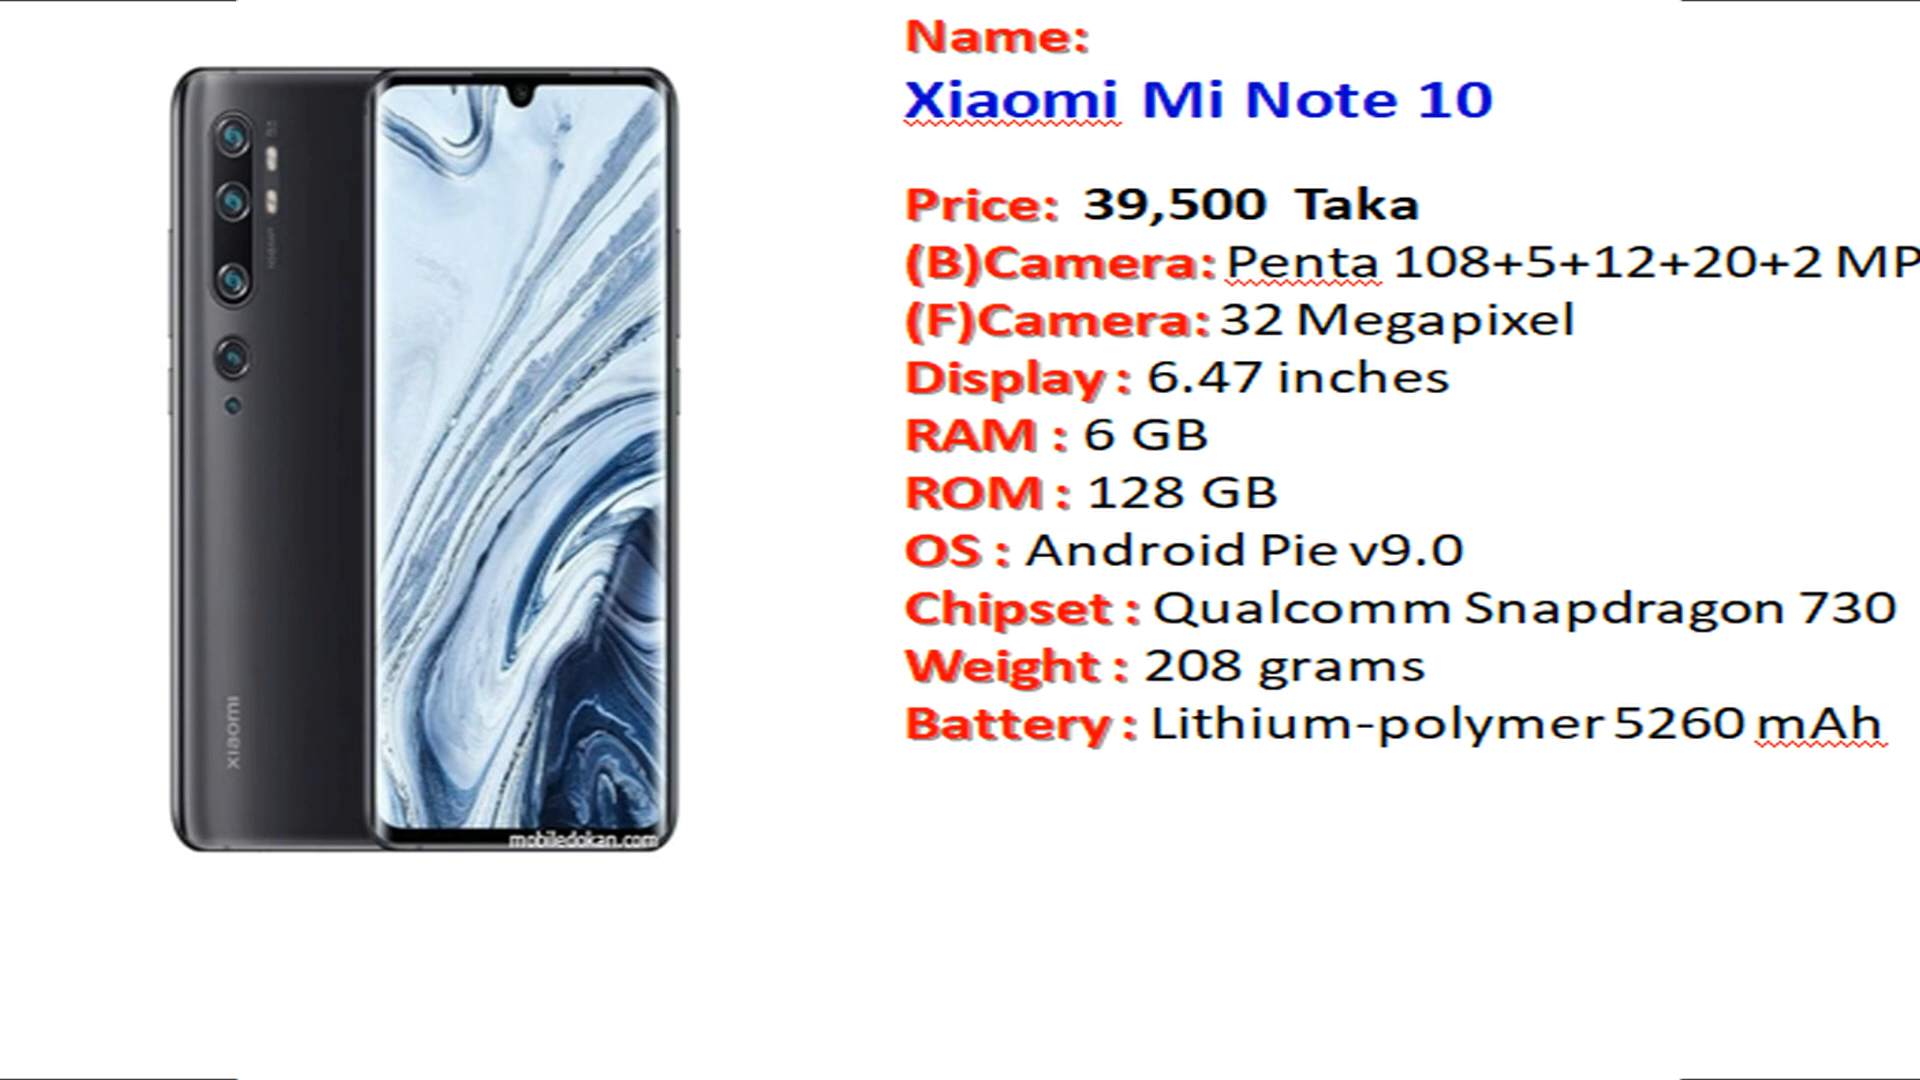 Name:
Xiaomi Mi Note 10
Price: 39,500 Taka
(B)Camera: Penta 108+5+12+20+2 MP
(F)Camera: 32 Megapixel
Display : 6.47 inches
RAM : 6 GB
ROM : 128 GB
OS : Android Pie v9.0
Chipset : Qualcomm Snapdragon 730
Weight : 208 grams
Battery : Lithium-polymer 5260 mAh
xiaomi
mobiledokan.com